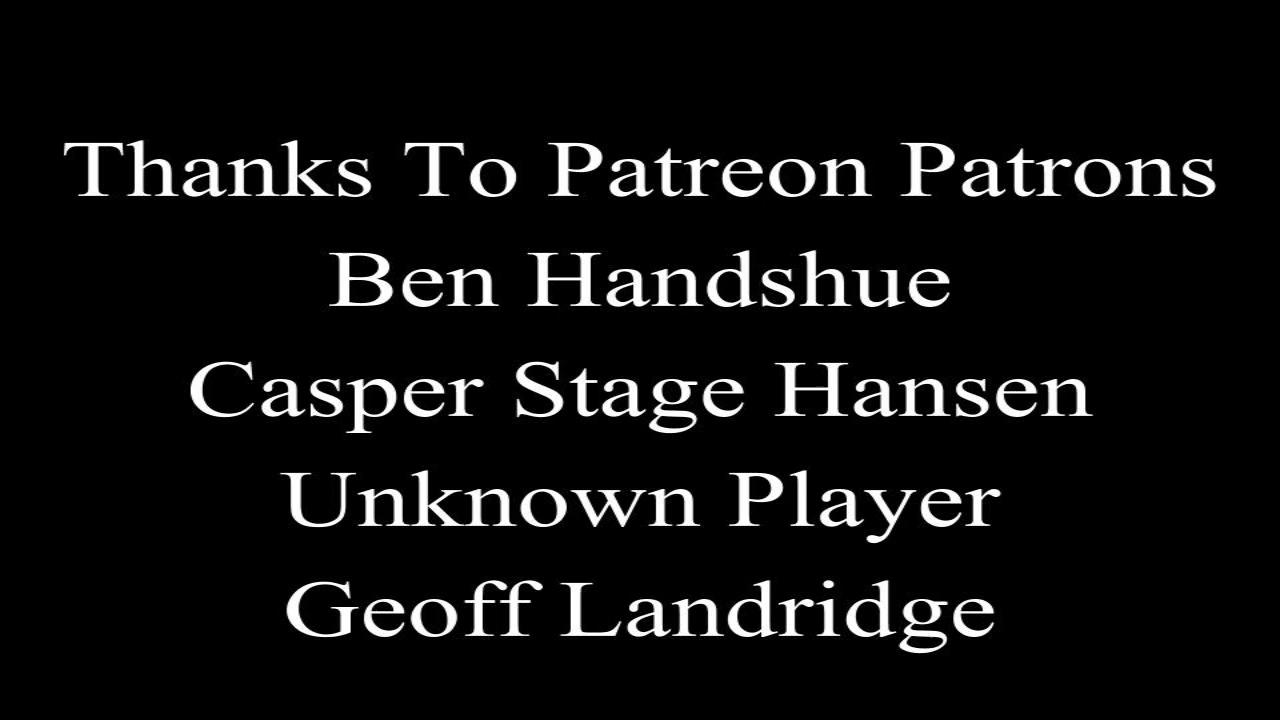 Thanks To Patreon Patrons
Ben Handshue
Casper Stage Hansen
Unknown Player
Geoff Landridge